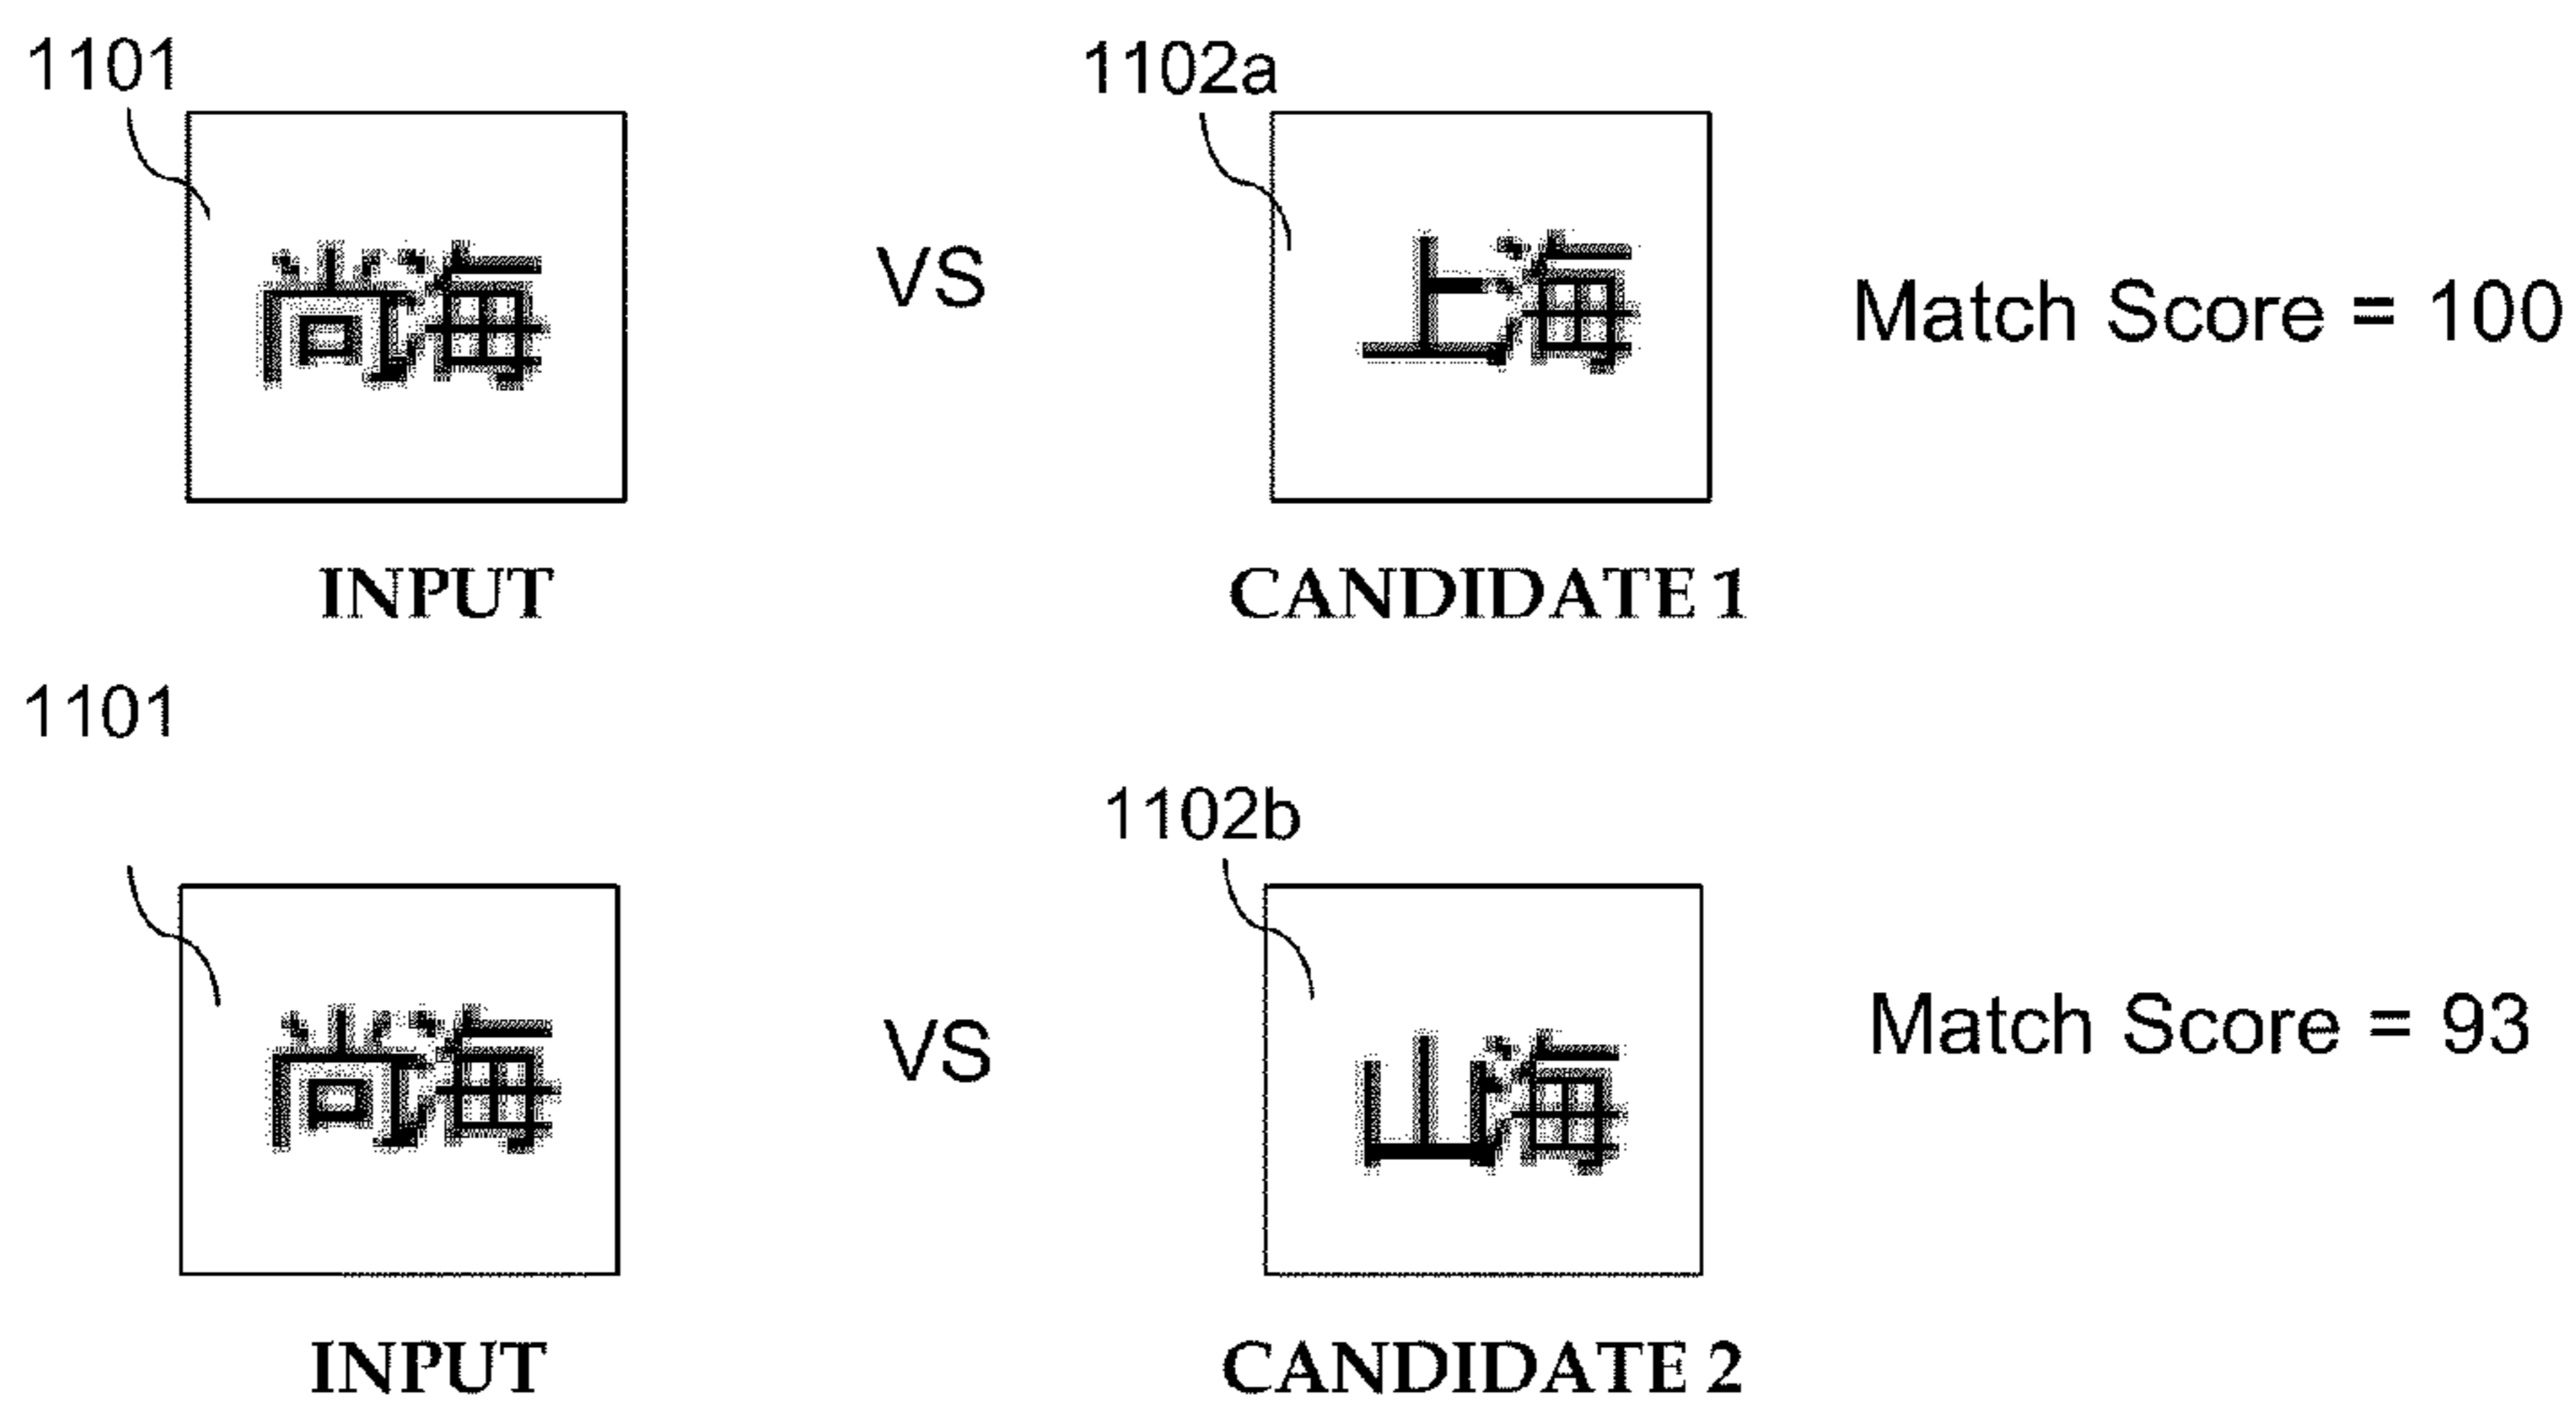 1101
1102a
尚海
VS
上海
Match Score = 100
INPUT
CANDIDATE 1
1101
1102b
尚海
VS
山海
Match Score = 93
INPUT
CANDIDATE 2